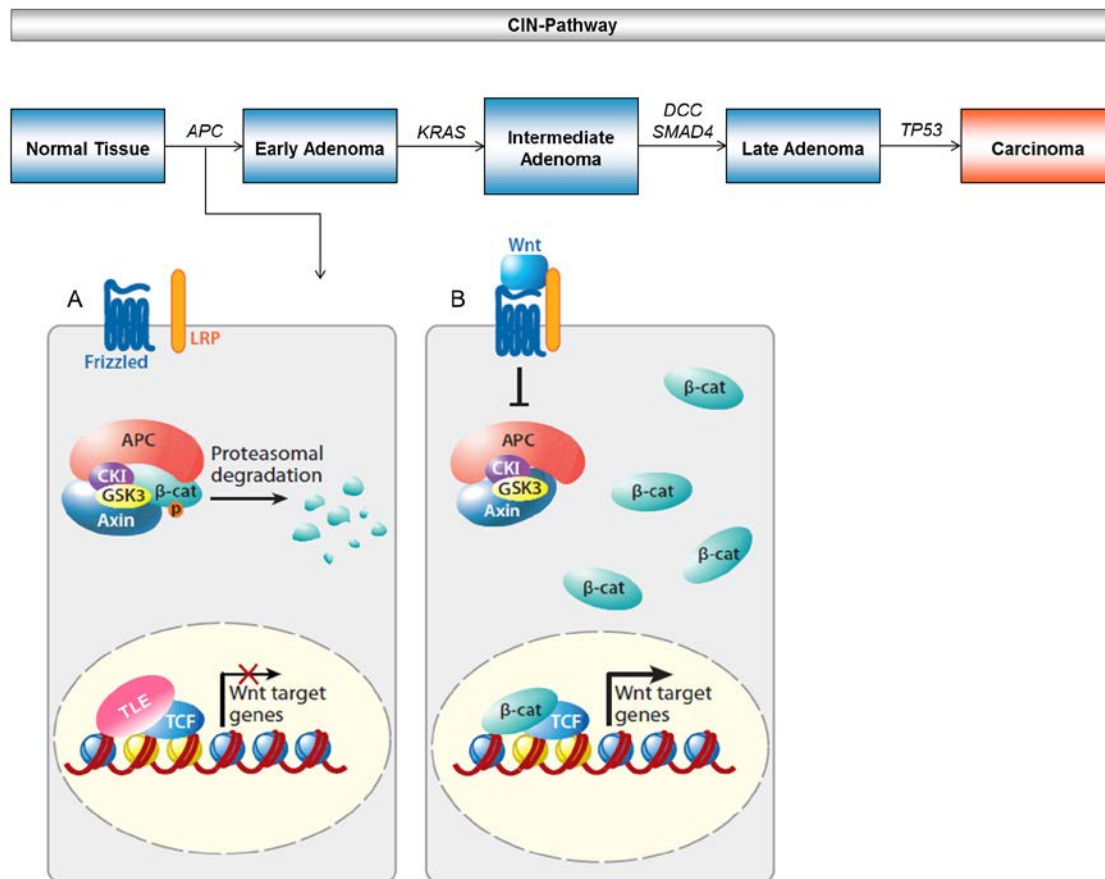 CIN-Pathway
Normal Tissue
APC
Early Adenoma
KRAS
Intermediate
Adenoma
DCC
SMAD4
Late Adenoma
TP53
Carcinoma
A
Frizzled
LRP
APC
CKI
GSK3
β-cat
p
Axin
Proteasomal
degradation
TLE
TCF
Wnt target
genes
B
Wnt
APC
CKI
GSK3
Axin
β-cat
β-cat
β-cat
β-cat
β-cat
TCF
Wnt target
genes